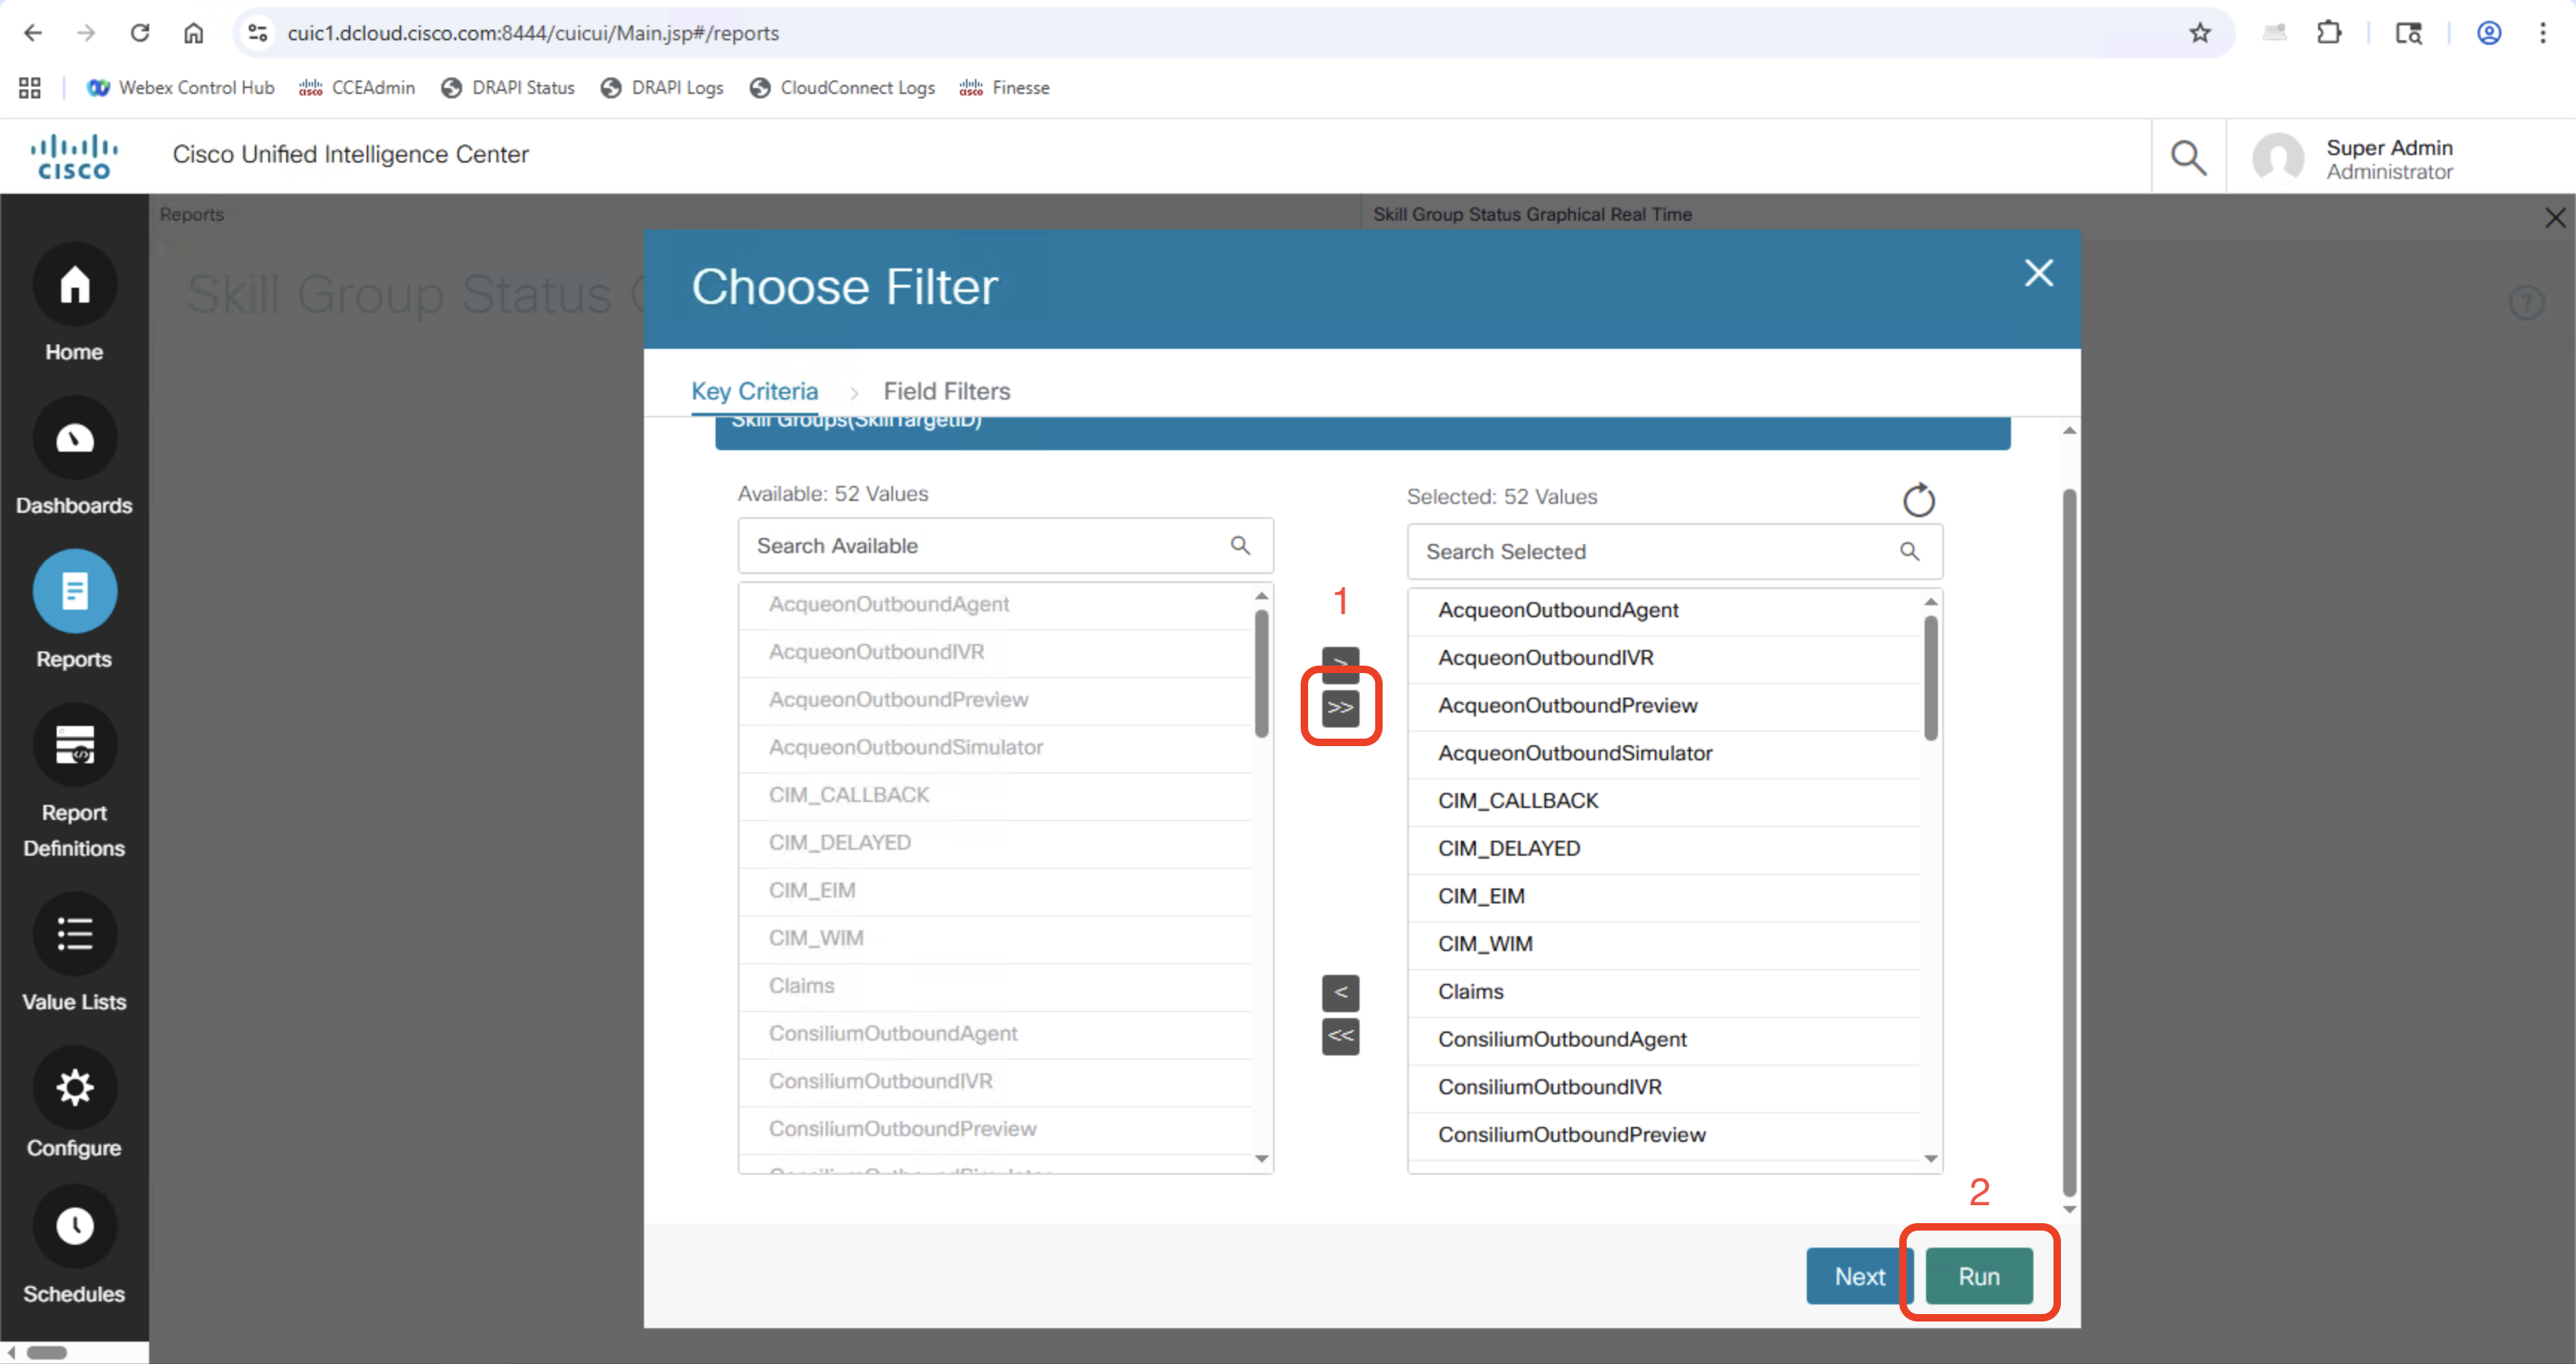 cuic1.dcloud.cisco.com:8444/cuicui/Main.jsp#/reports
Webex Control Hub
CCEAdmin
DRAPI Status
DRAPI Logs
CloudConnect Logs
Finesse
CISCO
Cisco Unified Intelligence Center
Super Admin
Administrator
Reports
Skill Group Status Graphical Real Time
Skill Group Status
Home
Dashboards
Reports
Report
Definitions
Value Lists
Configure
Schedules
Choose Filter
Key Criteria > Field Filters
Skill Groups(SkillTargetID)
Available: 52 Values
Search Available
AcqueonOutboundAgent
AcqueonOutboundIVR
AcqueonOutboundPreview
AcqueonOutboundSimulator
CIM_CALLBACK
CIM_DELAYED
CIM_EIM
CIM_WIM
Claims
ConsiliumOutboundAgent
ConsiliumOutboundIVR
ConsiliumOutboundPreview
1
>
>>
<
<<
Selected: 52 Values
Search Selected
AcqueonOutboundAgent
AcqueonOutboundIVR
AcqueonOutboundPreview
AcqueonOutboundSimulator
CIM_CALLBACK
CIM_DELAYED
CIM_EIM
CIM_WIM
Claims
ConsiliumOutboundAgent
ConsiliumOutboundIVR
ConsiliumOutboundPreview
2
Next
Run